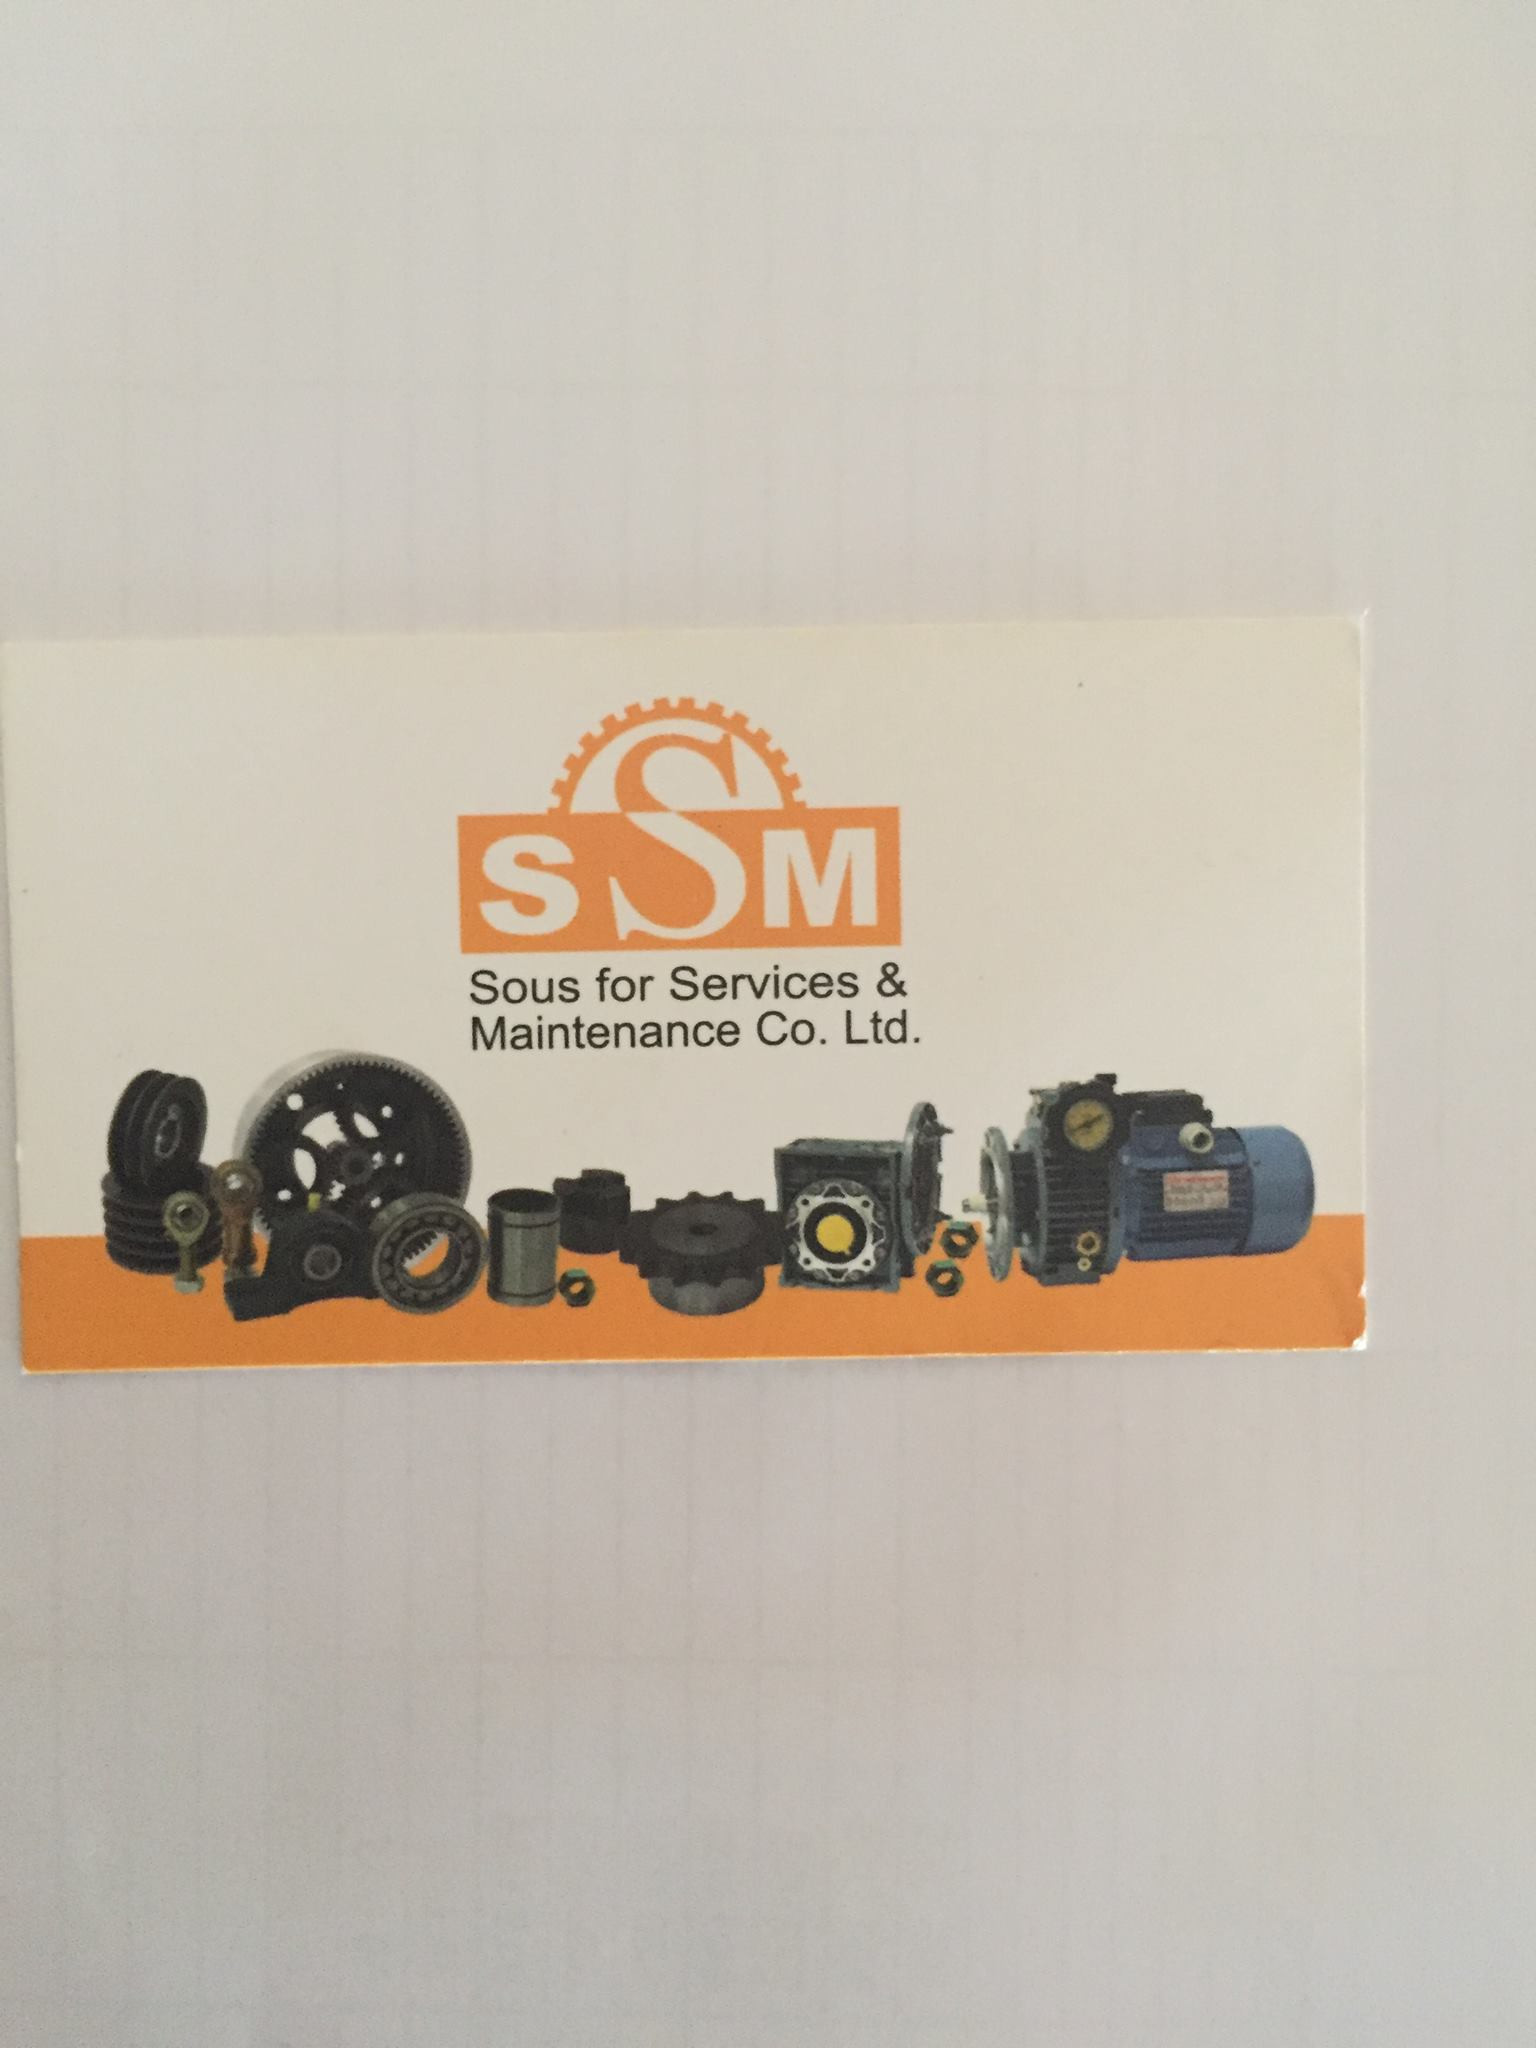 SSM
Sous for Services &
Maintenance Co. Ltd.